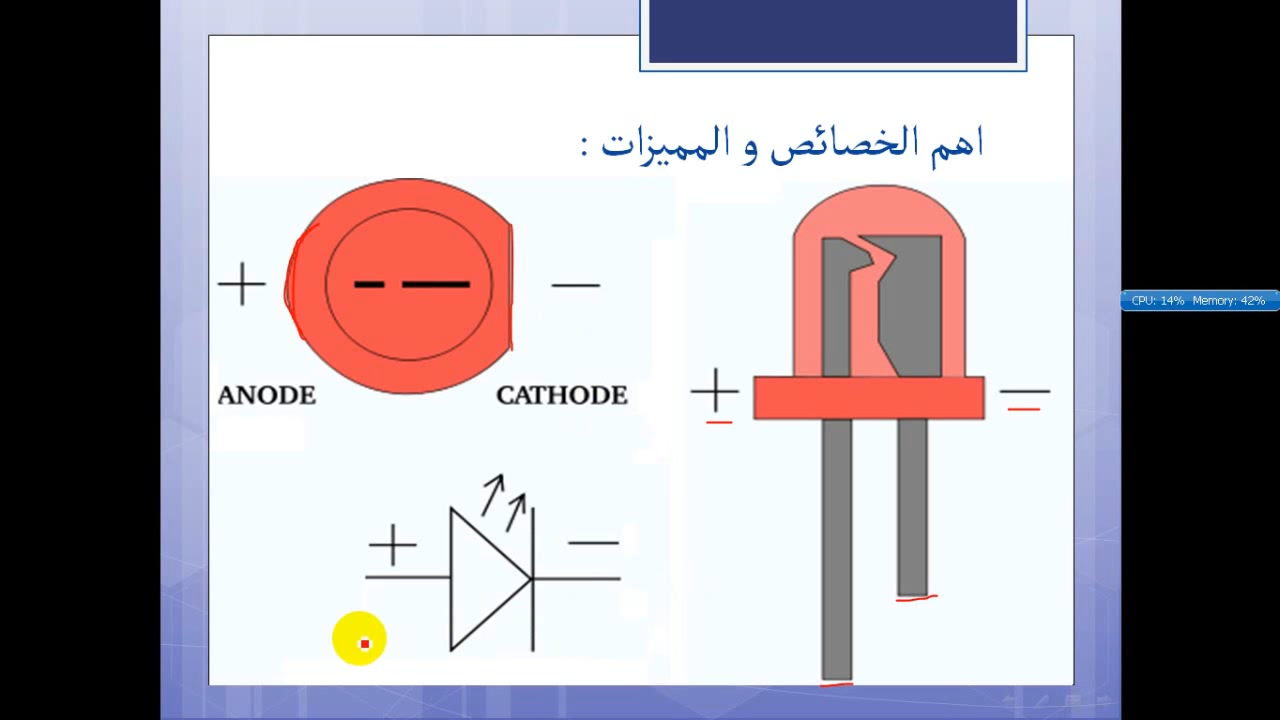 اهم الخصائص و المميزات :
+ −
ANODE CATHODE
+ −
+ −
CPU: 14% Memory: 42%